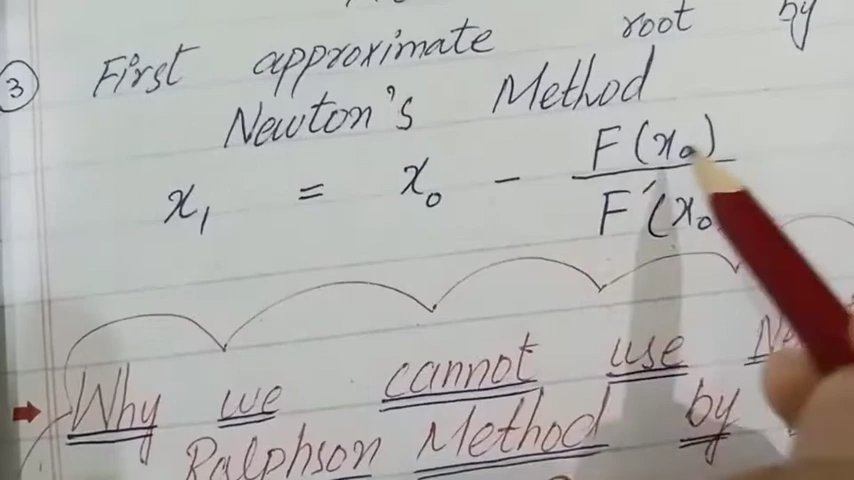 3 First approximate root by
Newton's Method
x₁ = x₀ - F(x₀) / F'(x₀
Why we cannot use
Ralphson Method by